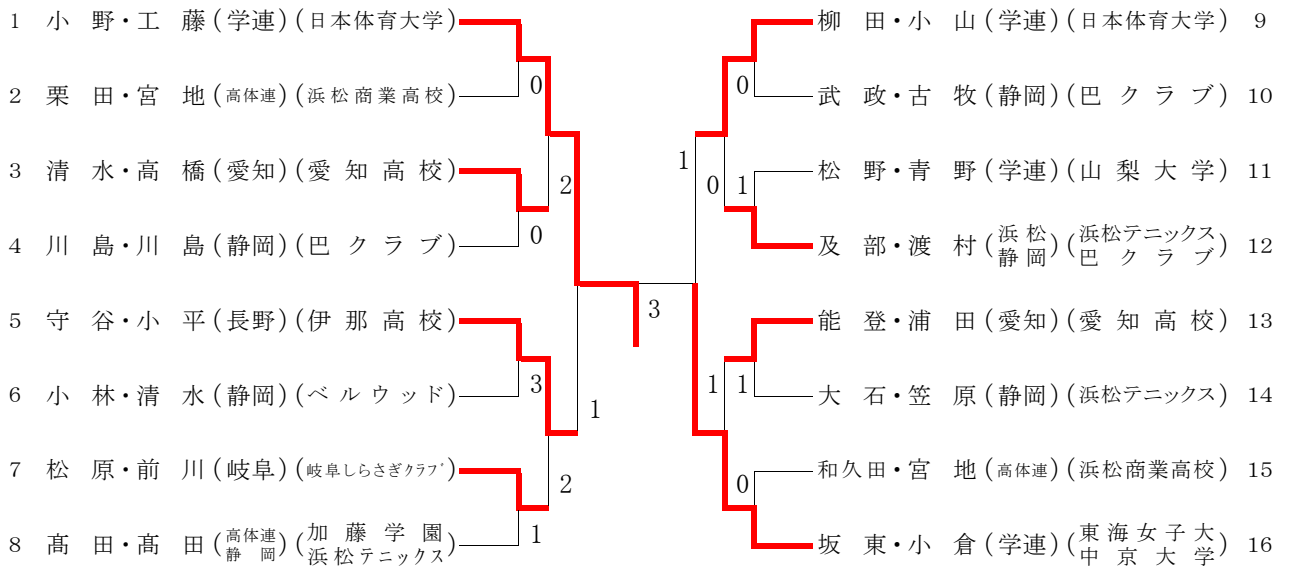 1 小 野・工 藤 (学連) (日本体育大学)
0
2 栗 田・宮 地 (高体連) (浜松商業高校)
2
3 清 水・高 橋 (愛知) (愛知高校)
0
4 川 島・川 島 (静岡) (巴クラブ)
3
5 守 谷・小 平 (長野) (伊那高校)
3
6 小 林・清 水 (静岡) (ベルウッド)
1
7 松 原・前 川 (岐阜) (岐阜しらさぎクラブ)
2
1
8 髙 田・髙 田 (高体連 静岡) (加藤学園 浜松テニックス)
柳 田・小 山 (学連) (日本体育大学) 9
0
武 政・古 牧 (静岡) (巴クラブ) 10
1
0
松 野・青 野 (学連) (山梨大学) 11
1
及 部・渡 村 (浜松 静岡) (浜松テニックス 巴クラブ) 12
能 登・浦 田 (愛知) (愛知高校) 13
1
1
大 石・笠 原 (静岡) (浜松テニックス) 14
和久田・宮 地 (高体連) (浜松商業高校) 15
0
坂 東・小 倉 (学連) (東海女子大 中京大学) 16